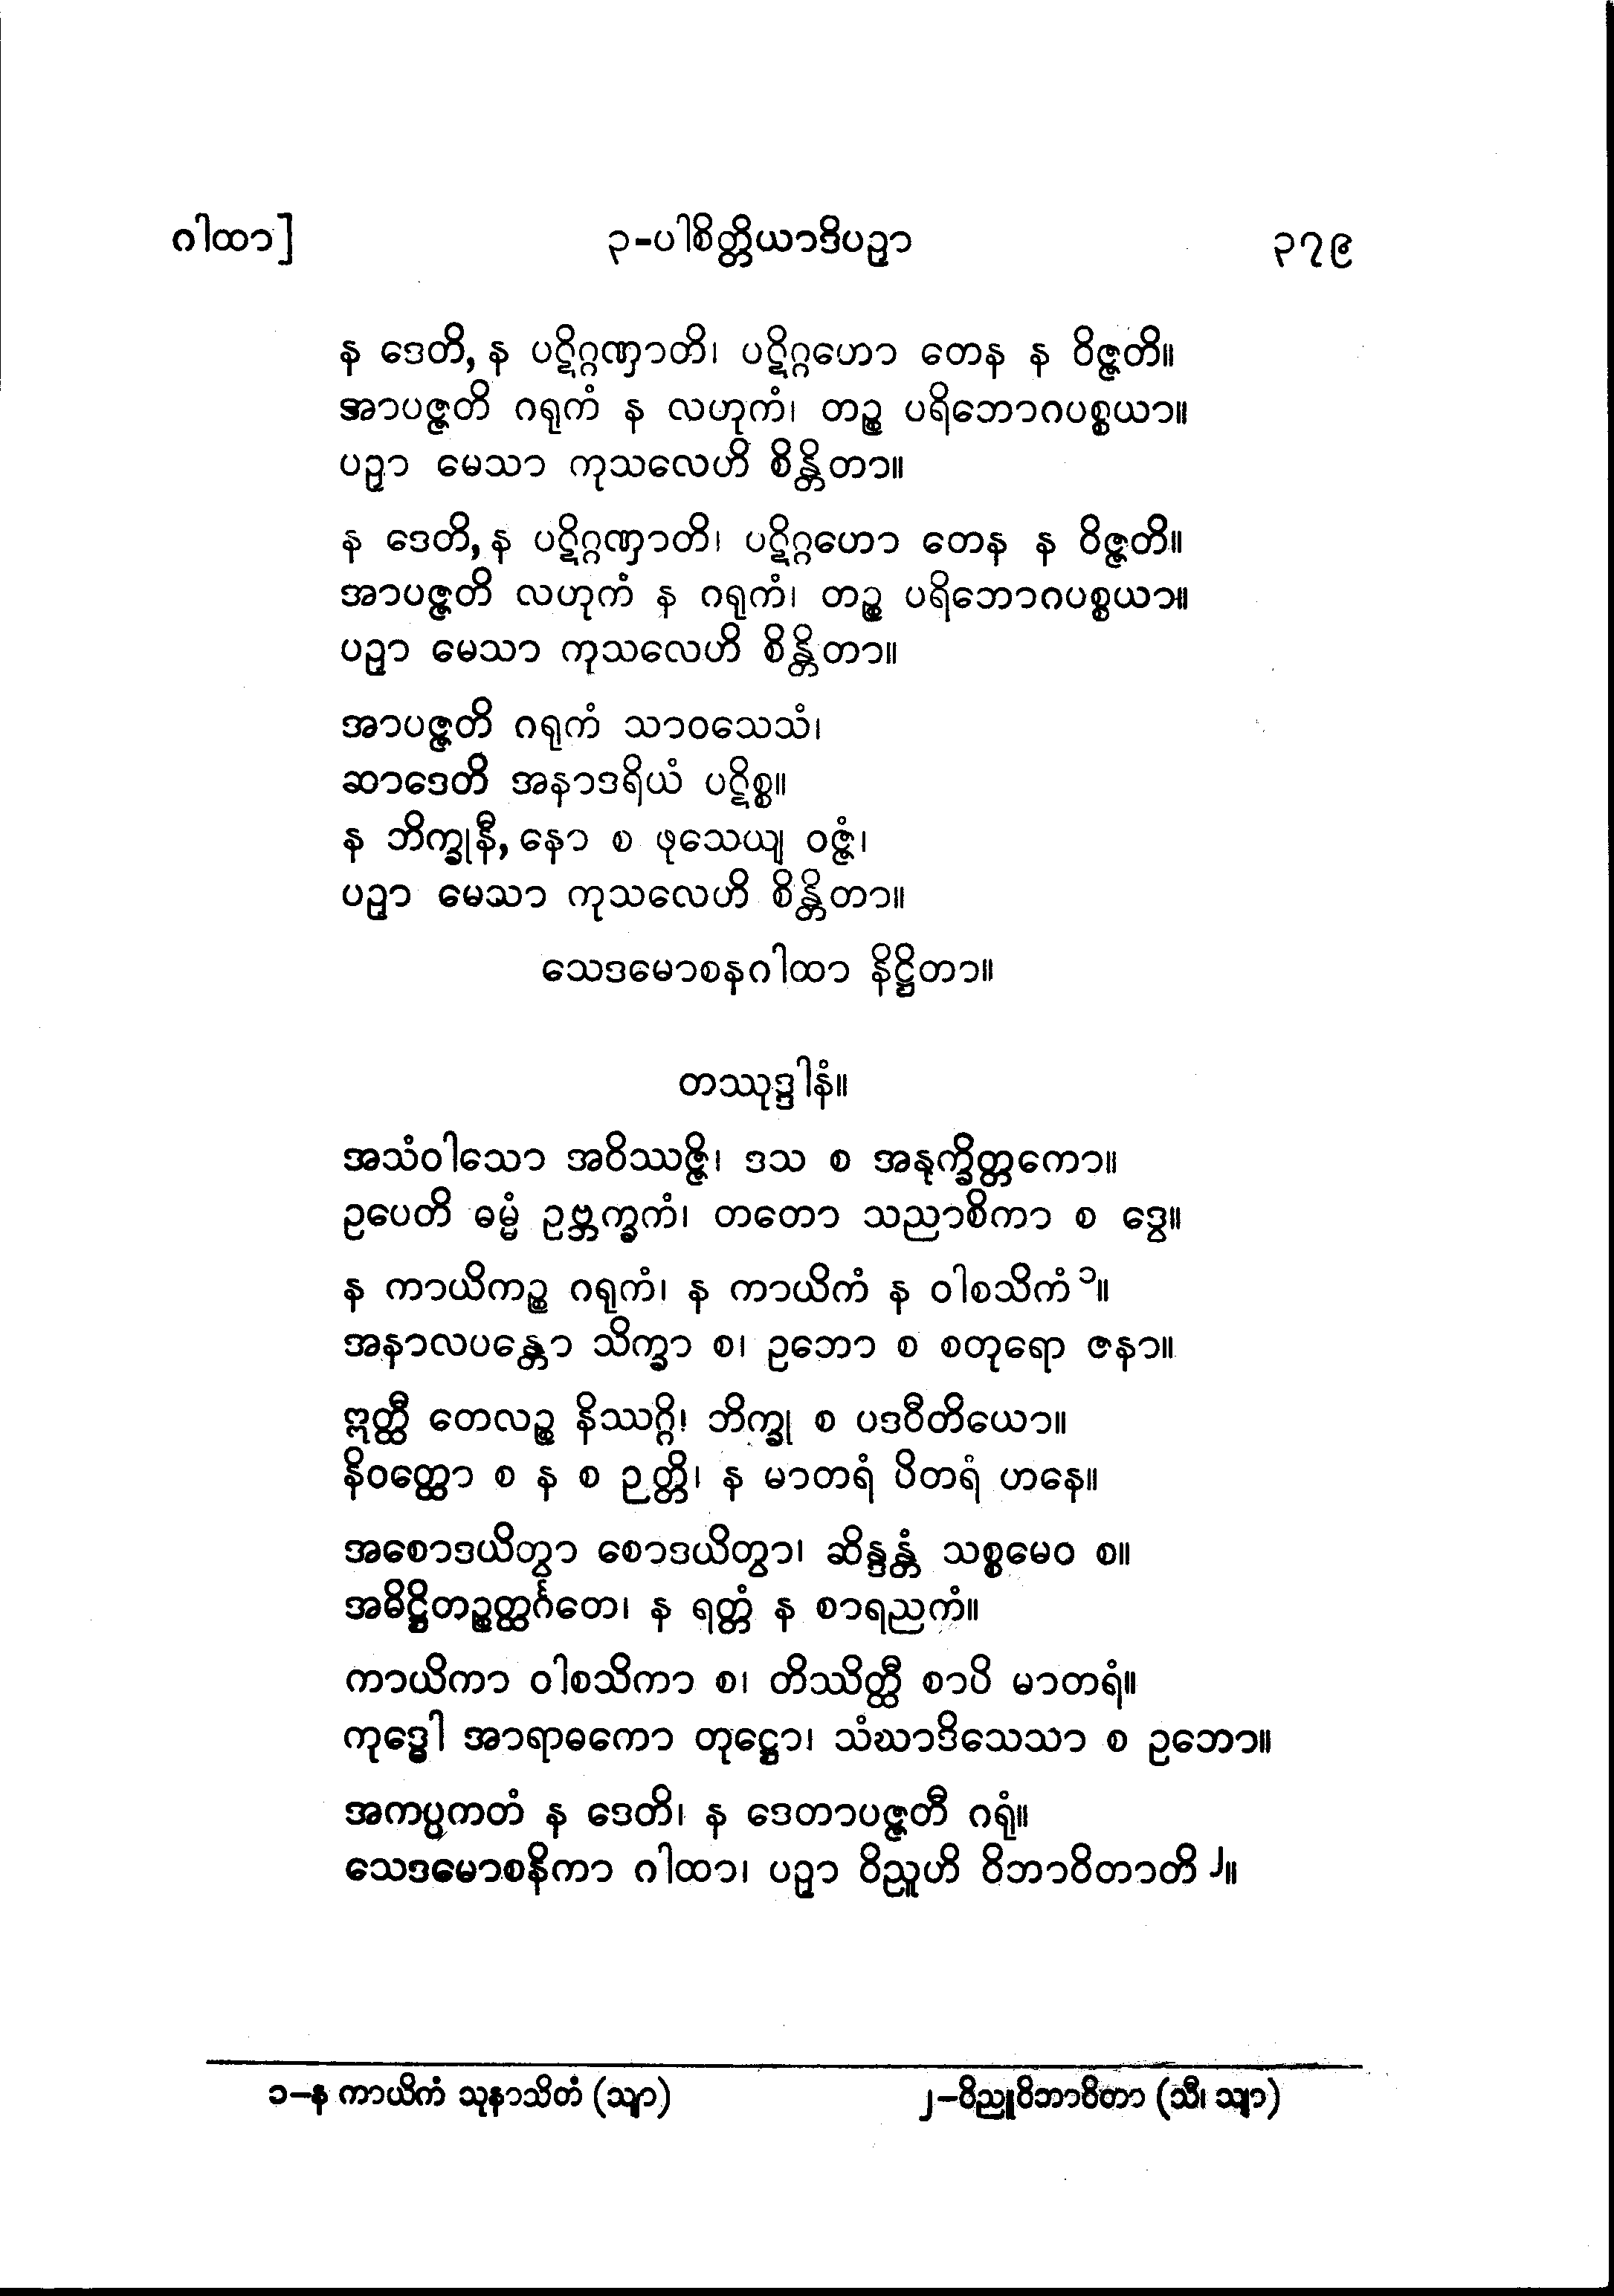 ဂါထာ] ၃-ပါစိတ္တိယာဒိပဉှာ ၃၇၉
န ဒေတိ, န ပဋိဂ္ဂဏှာတိ၊ ပဋိဂ္ဂဟော တေန န ဝိဇ္ဇတိ။
အာပဇ္ဇတိ ဂရုကံ န လဟုကံ၊ တဉ္စ ပရိဘောဂပစ္စယာ။
ပဉှာ မေသာ ကုသလေဟိ စိန္တိတာ။
န ဒေတိ, န ပဋိဂ္ဂဏှာတိ၊ ပဋိဂ္ဂဟော တေန န ဝိဇ္ဇတိ။
အာပဇ္ဇတိ လဟုကံ န ဂရုကံ၊ တဉ္စ ပရိဘောဂပစ္စယာ။
ပဉှာ မေသာ ကုသလေဟိ စိန္တိတာ။
အာပဇ္ဇတိ ဂရုကံ သာဝသေသံ၊
ဆာဒေတိ အနာဒရိယံ ပဋိစ္စ။
န ဘိက္ခုနီ, နော စ ဖုသေယျ ဝဇ္ဇံ၊
ပဉှာ မေသာ ကုသလေဟိ စိန္တိတာ။
သေဒမောစနဂါထာ နိဋ္ဌိတာ။
တဿုဒ္ဒါနံ။
အသံဝါသော အဝိဿဇ္ဇိ၊ ဒသ စ အနုက္ခိတ္တကော။
ဥပေတိ ဓမ္မံ ဥဗ္ဘက္ခကံ၊ တတော သညာစိကာ စ ဒွေ။
န ကာယိကဉ္စ ဂရုကံ၊ န ကာယိကံ န ဝါစသိကံ ၁။
အနာလပန္တော သိက္ခာ စ၊ ဥဘော စ စတုရော ဇနာ။
ဣတ္ထီ တေလဉ္စ နိဿဂ္ဂိ၊ ဘိက္ခု စ ပဒဝီတိယော။
နိဝတ္ထော စ န စ ဉတ္တိ၊ န မာတရံ ပိတရံ ဟနေ။
အစောဒယိတွာ စောဒယိတွာ၊ ဆိန္ဒန္တံ သစ္စမေဝ စ။
အဓိဋ္ဌိတဉ္စတ္ထင်္ဂတေ၊ န ရတ္တံ န စာရညကံ။
ကာယိကာ ဝါစသိကာ စ၊ တိဿိတ္ထီ စာပိ မာတရံ။
ကုဒ္ဓေါ အာရာဓကော တုဋ္ဌော၊ သံဃာဒိသေသာ စ ဥဘော။
အကပ္ပကတံ န ဒေတိ၊ န ဒေတာပဇ္ဇတီ ဂရုံ။
သေဒမောစနိကာ ဂါထာ၊ ပဉှာ ဝိညူဟိ ဝိဘာဝိတာတိ ၂။
၁-န ကာယိကံ သုနာသိတံ (သျာ) ၂-ဝိညုဝိဘာဝိတာ (သီ၊ သျာ)